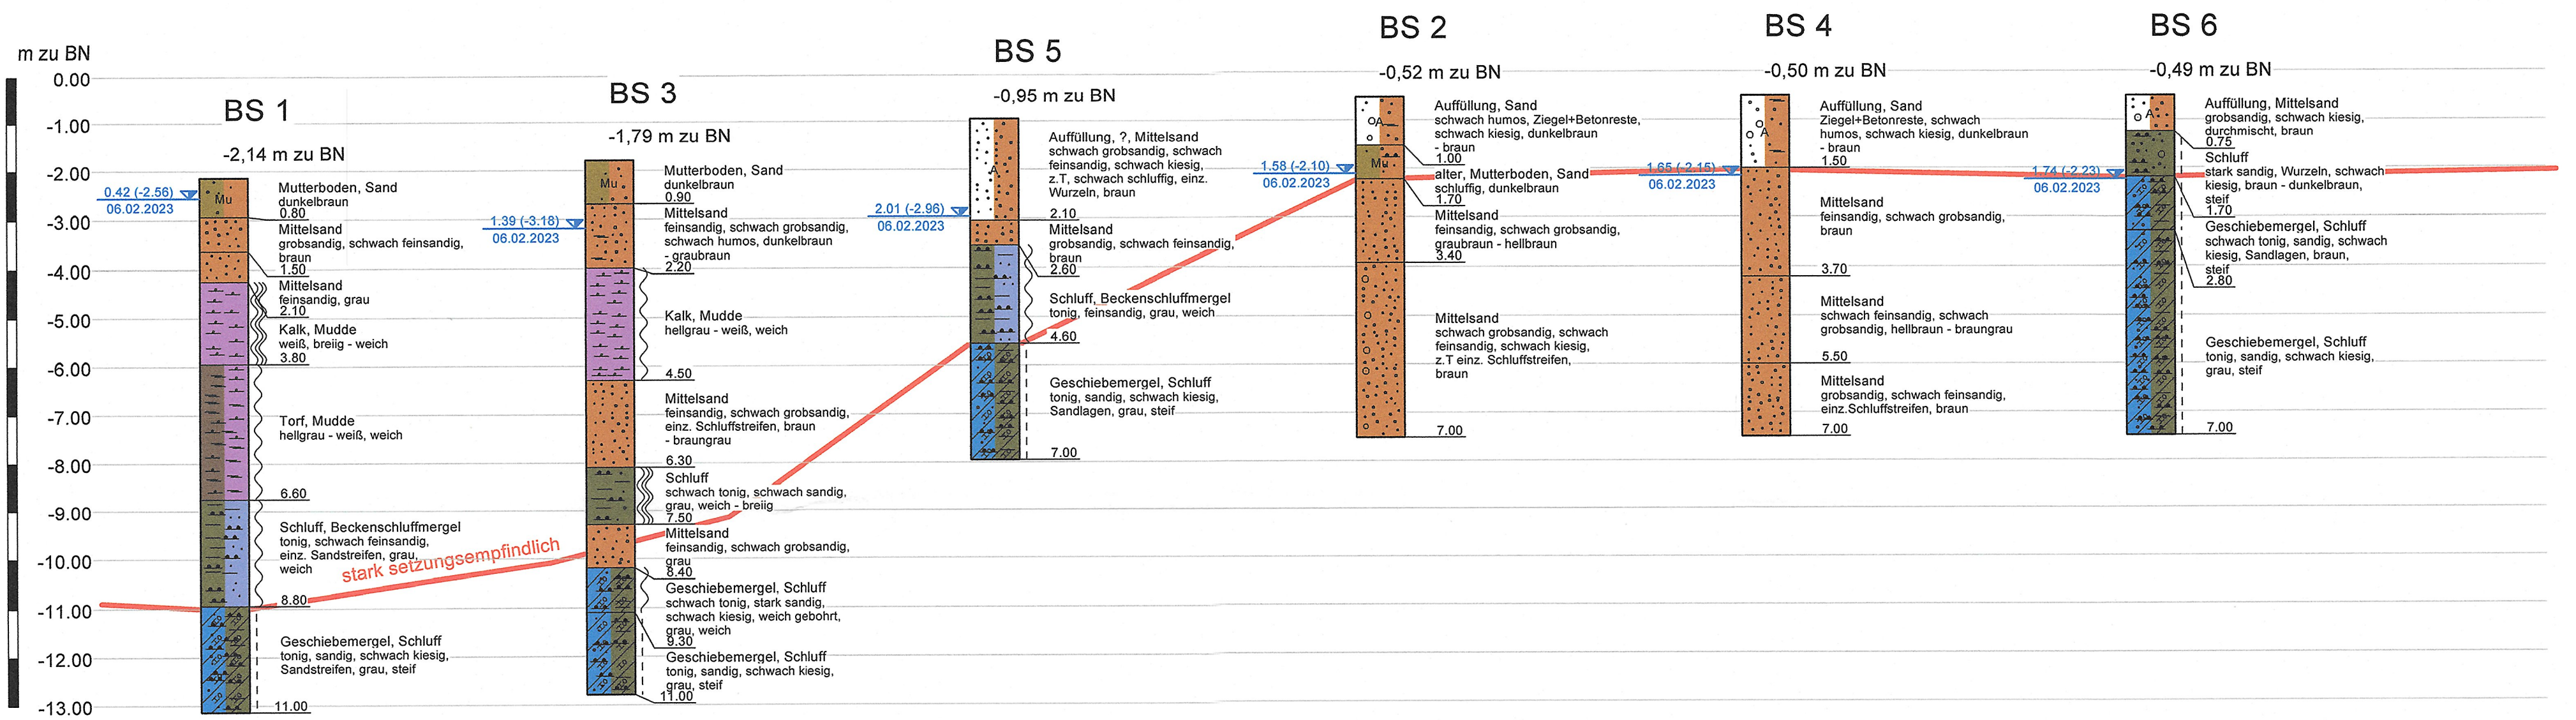 m zu BN
0.00
-1.00
-2.00
-3.00
-4.00
-5.00
-6.00
-7.00
-8.00
-9.00
-10.00
-11.00
-12.00
-13.00
BS 1
-2,14 m zu BN
0.42 (-2.56)
06.02.2023
Mu
Mutterboden, Sand
dunkelbraun
0.80
Mittelsand
grobsandig, schwach feinsandig,
braun
1.50
Mittelsand
feinsandig, grau
2.10
Kalk, Mudde
weiß, breiig - weich
3.80
Torf, Mudde
hellgrau - weiß, weich
6.60
Schluff, Beckenschluffmergel
tonig, schwach feinsandig,
einz. Sandstreifen, grau,
weich
8.80
Geschiebemergel, Schluff
tonig, sandig, schwach kiesig,
Sandstreifen, grau, steif
11.00
stark setzungsempfindlich
BS 3
-1,79 m zu BN
1.39 (-3.18)
06.02.2023
Mu
Mutterboden, Sand
dunkelbraun
0.90
Mittelsand
feinsandig, schwach grobsandig,
schwach humos, dunkelbraun
- graubraun
2.20
Kalk, Mudde
hellgrau - weiß, weich
4.50
Mittelsand
feinsandig, schwach grobsandig,
einz. Schluffstreifen, braun
- braungrau
6.30
Schluff
schwach tonig, schwach sandig,
grau, weich - breiig
7.50
Mittelsand
feinsandig, schwach grobsandig,
grau
8.40
Geschiebemergel, Schluff
schwach tonig, stark sandig,
schwach kiesig, weich gebohrt,
grau, weich
9.30
Geschiebemergel, Schluff
tonig, sandig, schwach kiesig,
grau, steif
11.00
BS 5
-0,95 m zu BN
2.01 (-2.96)
06.02.2023
A
Auffüllung, ?, Mittelsand
schwach grobsandig, schwach
feinsandig, schwach kiesig,
z.T, schwach schluffig, einz.
Wurzeln, braun
2.10
Mittelsand
grobsandig, schwach feinsandig,
braun
2.60
Schluff, Beckenschluffmergel
tonig, feinsandig, grau, weich
4.60
Geschiebemergel, Schluff
tonig, sandig, schwach kiesig,
Sandlagen, grau, steif
7.00
BS 2
-0,52 m zu BN
1.58 (-2.10)
06.02.2023
A
Mu
Auffüllung, Sand
schwach humos, Ziegel+Betonreste,
schwach kiesig, dunkelbraun
- braun
1.00
alter, Mutterboden, Sand
schluffig, dunkelbraun
1.70
Mittelsand
feinsandig, schwach grobsandig,
graubraun - hellbraun
3.40
Mittelsand
schwach grobsandig, schwach
feinsandig, schwach kiesig,
z.T einz. Schluffstreifen,
braun
7.00
BS 4
-0,50 m zu BN
1.65 (-2.15)
06.02.2023
A
Auffüllung, Sand
Ziegel+Betonreste, schwach
humos, schwach kiesig, dunkelbraun
- braun
1.50
Mittelsand
feinsandig, schwach grobsandig,
braun
3.70
Mittelsand
schwach feinsandig, schwach
grobsandig, hellbraun - braungrau
5.50
Mittelsand
grobsandig, schwach feinsandig,
einz.Schluffstreifen, braun
7.00
BS 6
-0,49 m zu BN
1.74 (-2.23)
06.02.2023
A
Auffüllung, Mittelsand
grobsandig, schwach kiesig,
durchmischt, braun
0.75
Schluff
stark sandig, Wurzeln, schwach
kiesig, braun - dunkelbraun,
steif
1.70
Geschiebemergel, Schluff
schwach tonig, sandig, schwach
kiesig, Sandlagen, braun,
steif
2.80
Geschiebemergel, Schluff
tonig, sandig, schwach kiesig,
grau, steif
7.00